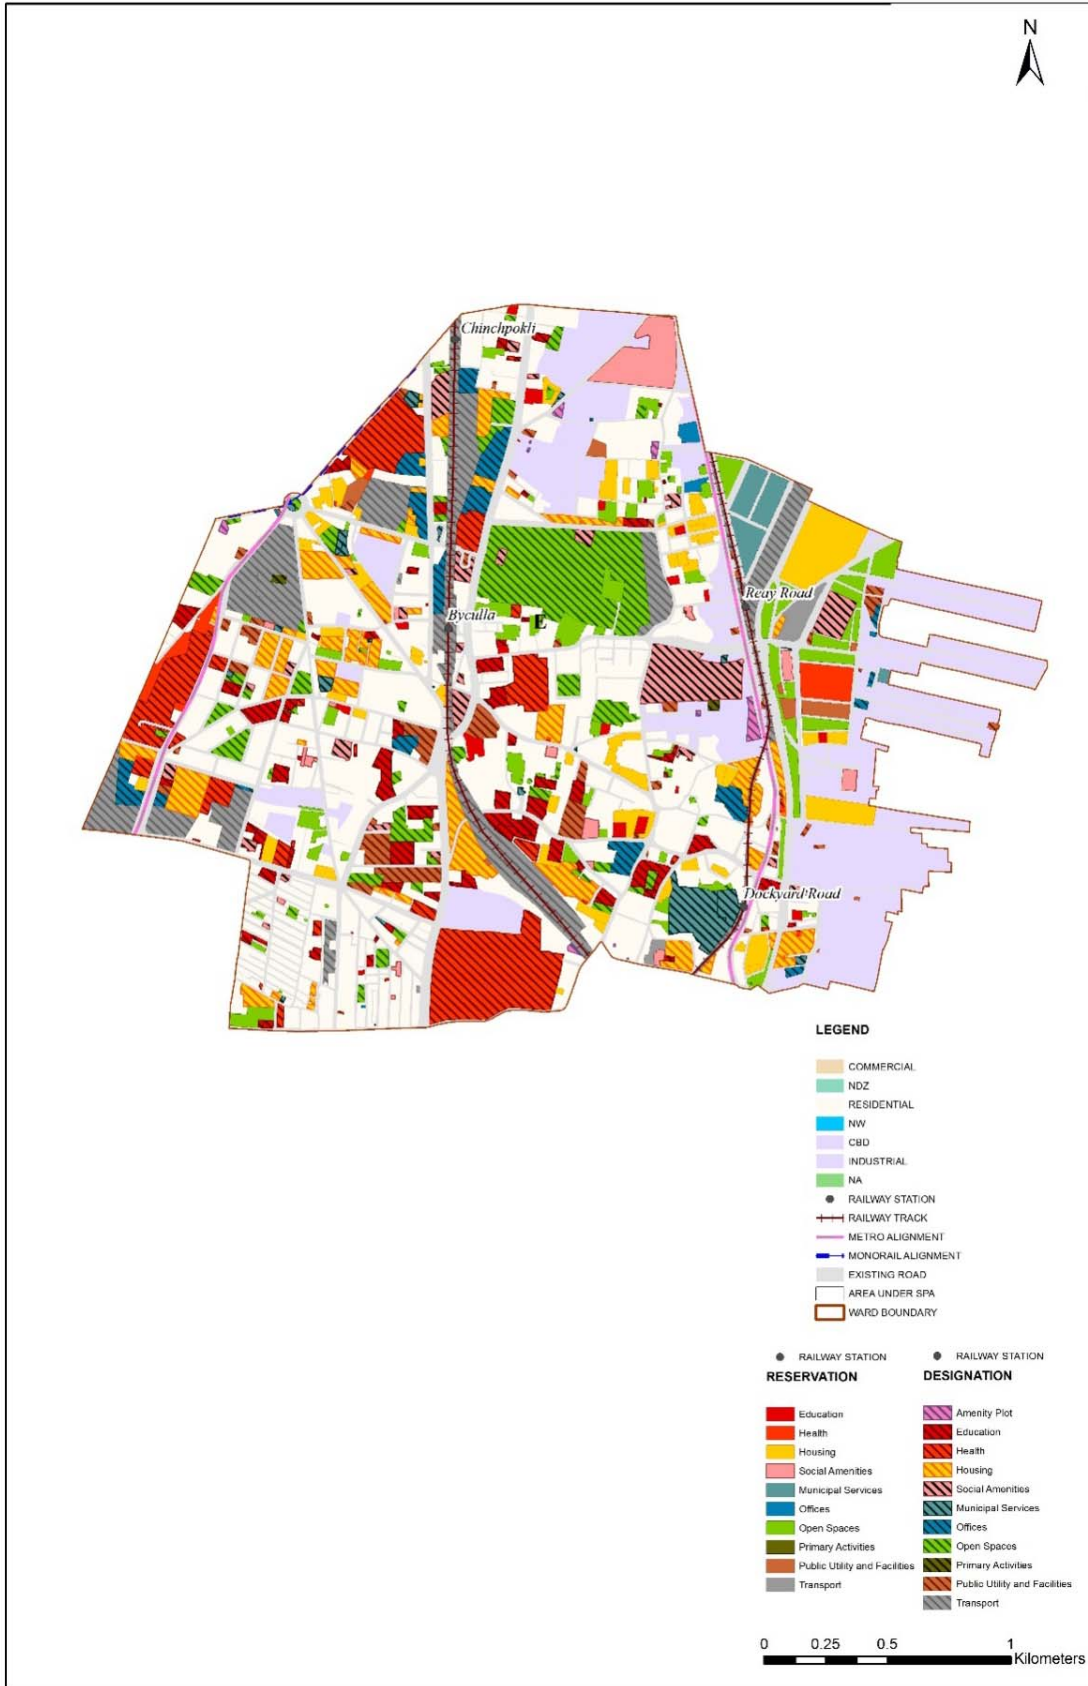 N
Chinchpokli
Reay Road
Byculla
E
Dockyard Road
LEGEND
COMMERCIAL
NDZ
RESIDENTIAL
NW
CBD
INDUSTRIAL
NA
RAILWAY STATION
RAILWAY TRACK
METRO ALIGNMENT
MONORAIL ALIGNMENT
EXISTING ROAD
AREA UNDER SPA
WARD BOUNDARY
RAILWAY STATION
RESERVATION
Education
Health
Housing
Social Amenities
Municipal Services
Offices
Open Spaces
Primary Activities
Public Utility and Facilities
Transport
RAILWAY STATION
DESIGNATION
Amenity Plot
Education
Health
Housing
Social Amenities
Municipal Services
Offices
Open Spaces
Primary Activities
Public Utility and Facilities
Transport
0 0.25 0.5 1
Kilometers